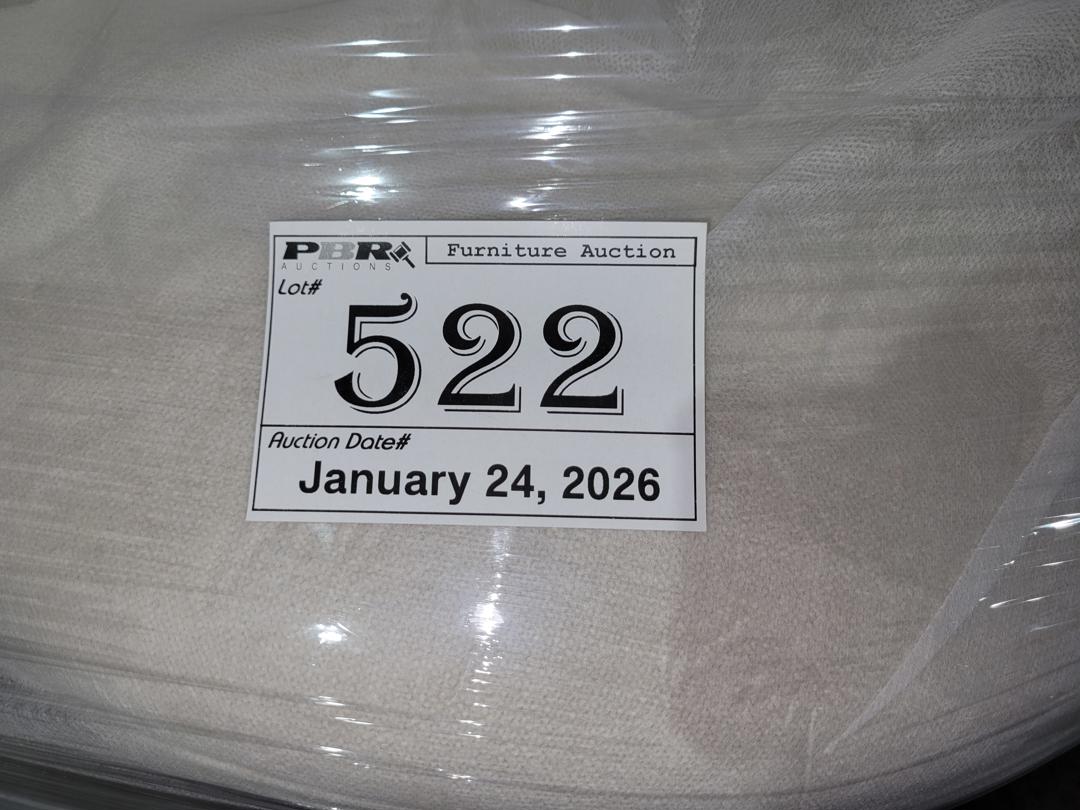 PBR
AUCTIONS
Furniture Auction
Lot#
522
Auction Date#
January 24, 2026